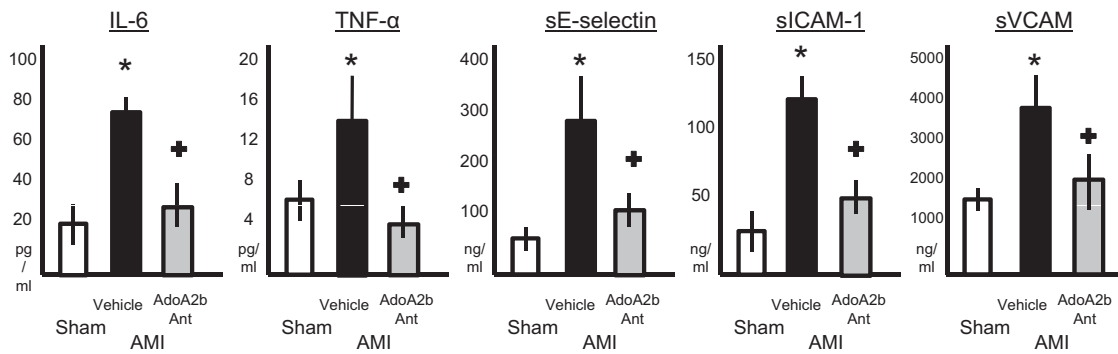 IL-6
100
80
60
40
20
pg
/
ml
*
+
Vehicle
AdoA2b
Ant
Sham
AMI
TNF-α
20
16
12
8
4
pg/
ml
*
+
Vehicle
AdoA2b
Ant
Sham
AMI
sE-selectin
400
300
200
100
ng/
ml
*
+
Vehicle
AdoA2b
Ant
Sham
AMI
sICAM-1
150
100
50
ng/
ml
*
+
Vehicle
AdoA2b
Ant
Sham
AMI
sVCAM
5000
4000
3000
2000
1000
ng/
ml
*
+
Vehicle
AdoA2b
Ant
Sham
AMI